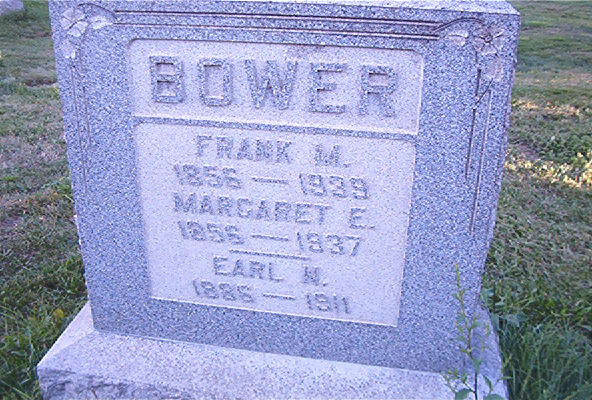 BOWER
FRANK M.
1856 — 1939
MARGARET E.
1856 — 1937
EARL N.
1886 — 1911